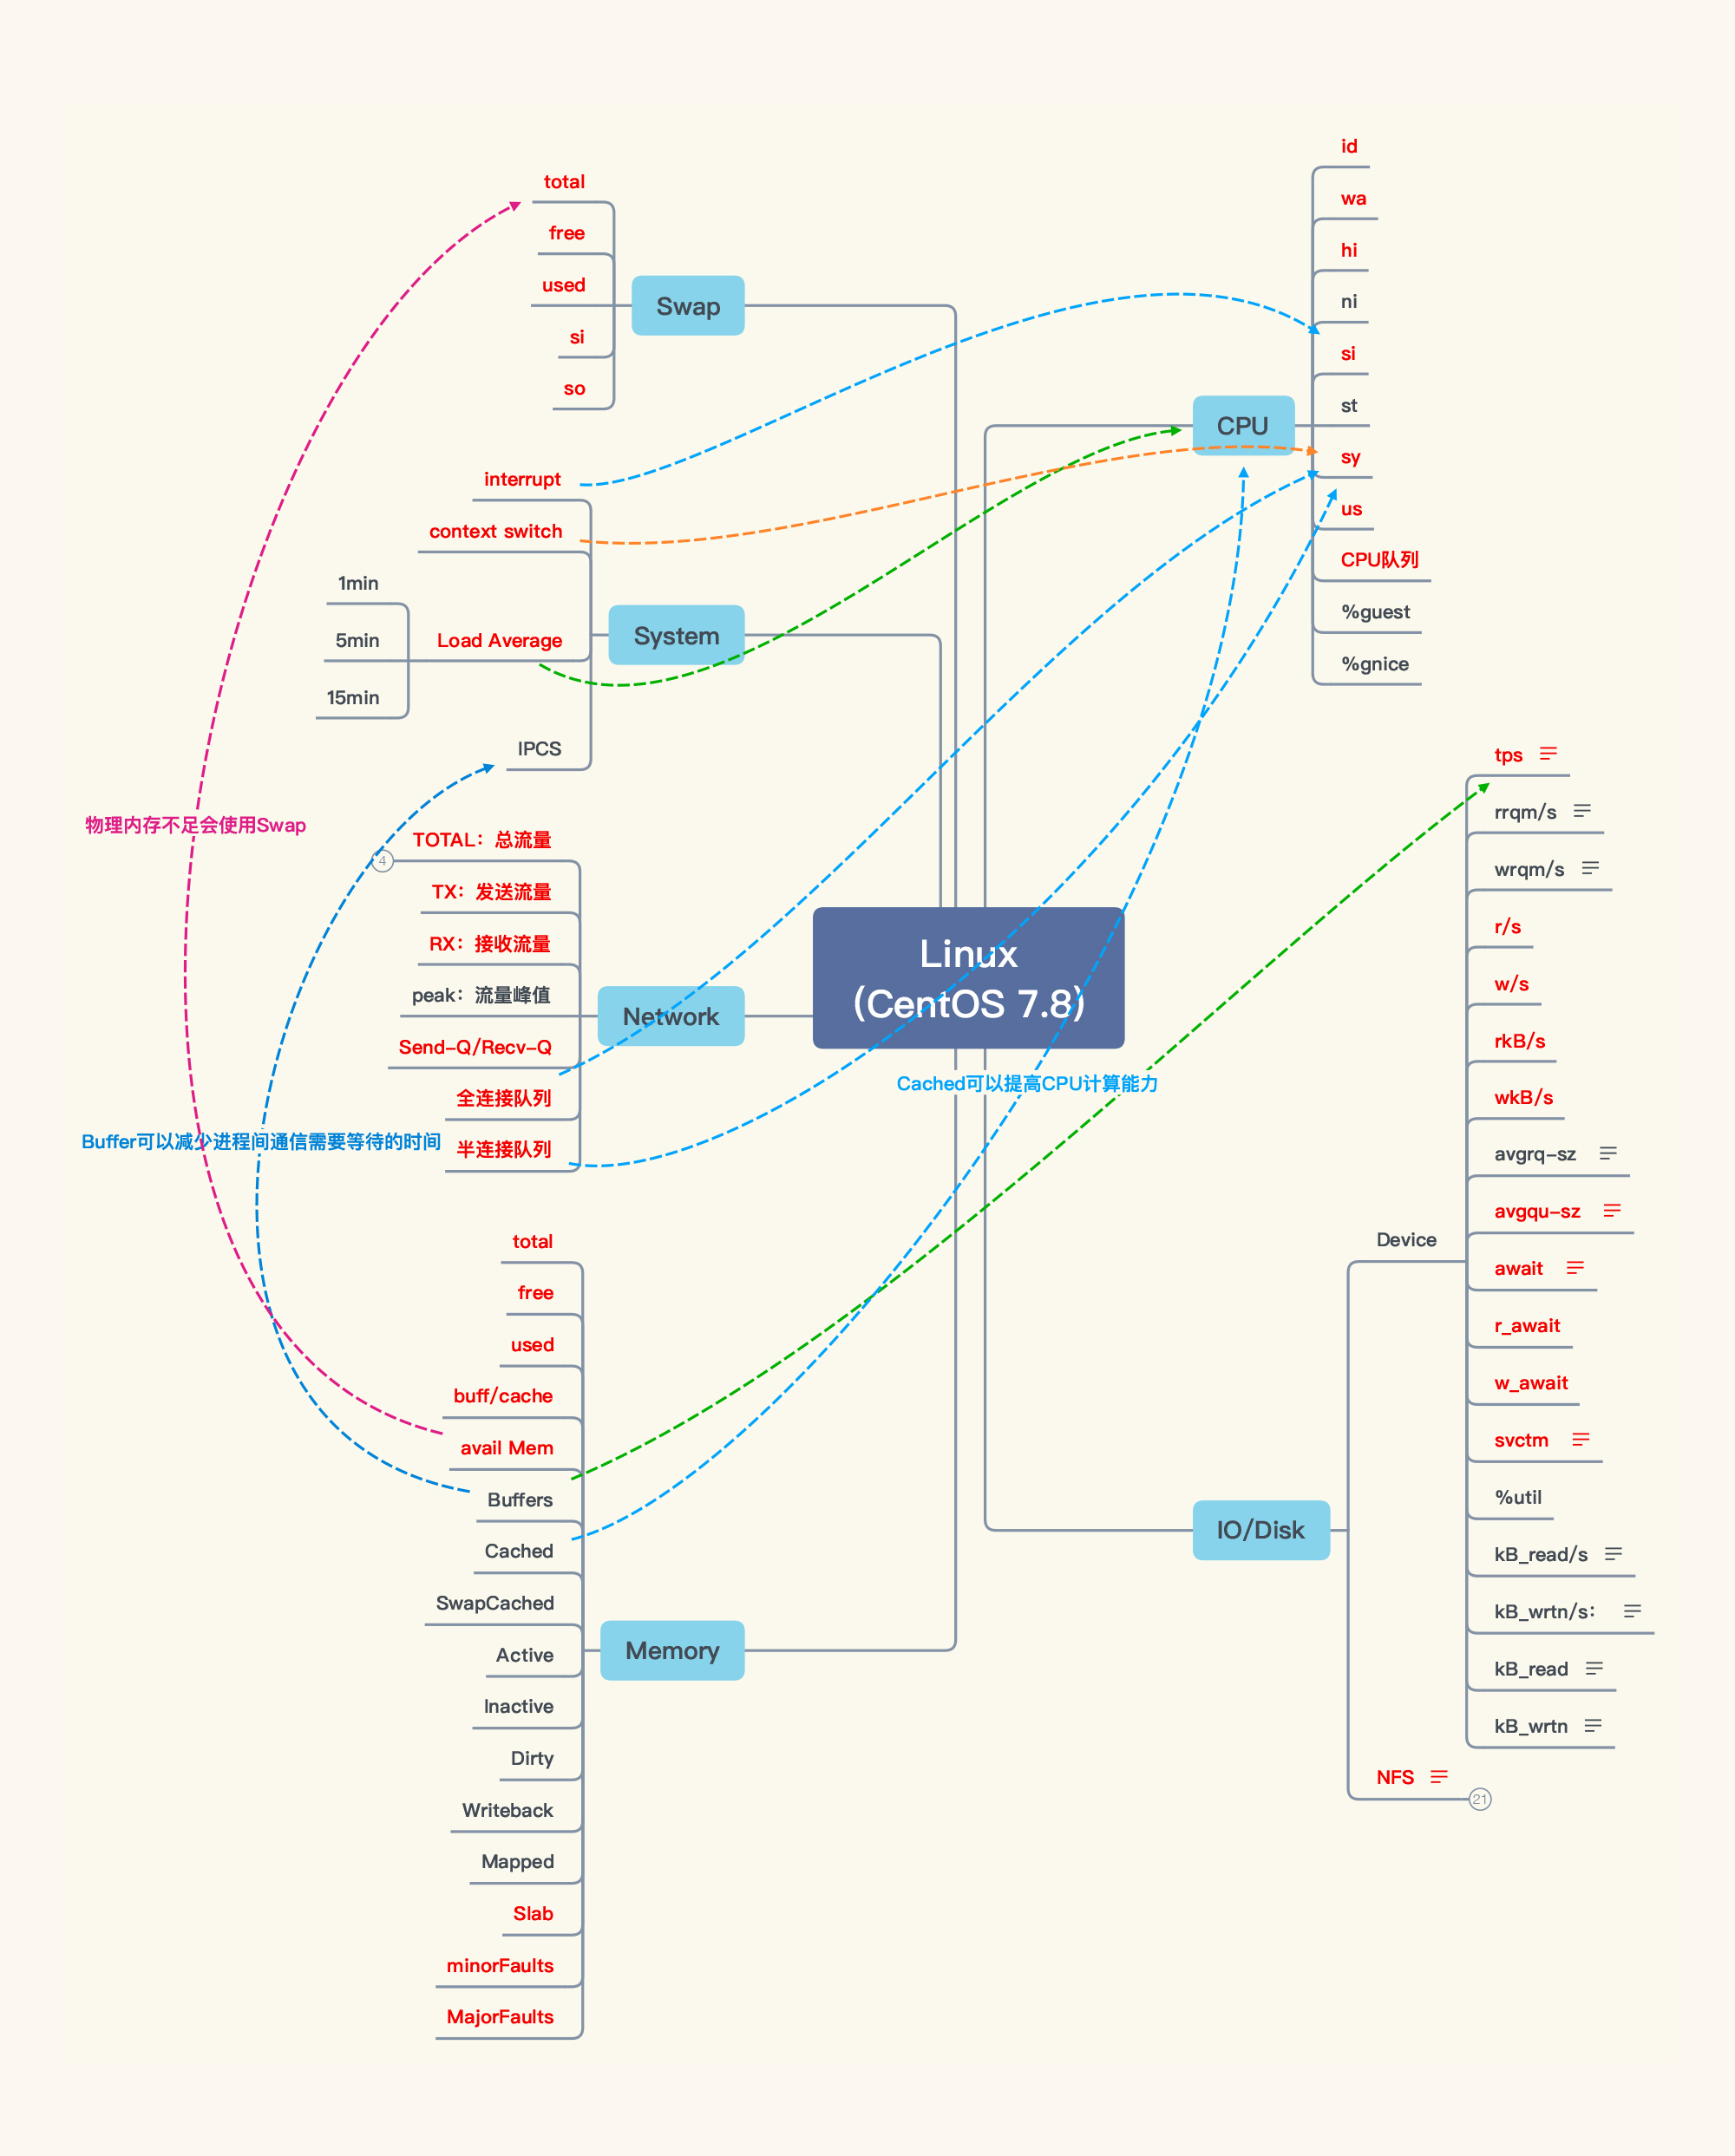 Linux
(CentOS 7.8)
Swap
total
free
used
si
so
System
interrupt
context switch
Load Average
1min
5min
15min
IPCS
Network
TOTAL：总流量
4
TX：发送流量
RX：接收流量
peak：流量峰值
Send-Q/Recv-Q
全连接队列
半连接队列
Memory
total
free
used
buff/cache
avail Mem
Buffers
Cached
SwapCached
Active
Inactive
Dirty
Writeback
Mapped
Slab
minorFaults
MajorFaults
CPU
id
wa
hi
ni
si
st
sy
us
CPU队列
%guest
%gnice
IO/Disk
Device
tps
rrqm/s
wrqm/s
r/s
w/s
rkB/s
wkB/s
avgrq-sz
avgqu-sz
await
r_await
w_await
svctm
%util
kB_read/s
kB_wrtn/s：
kB_read
kB_wrtn
NFS
21
物理内存不足会使用Swap
Buffer可以减少进程间通信需要等待的时间
Cached可以提高CPU计算能力